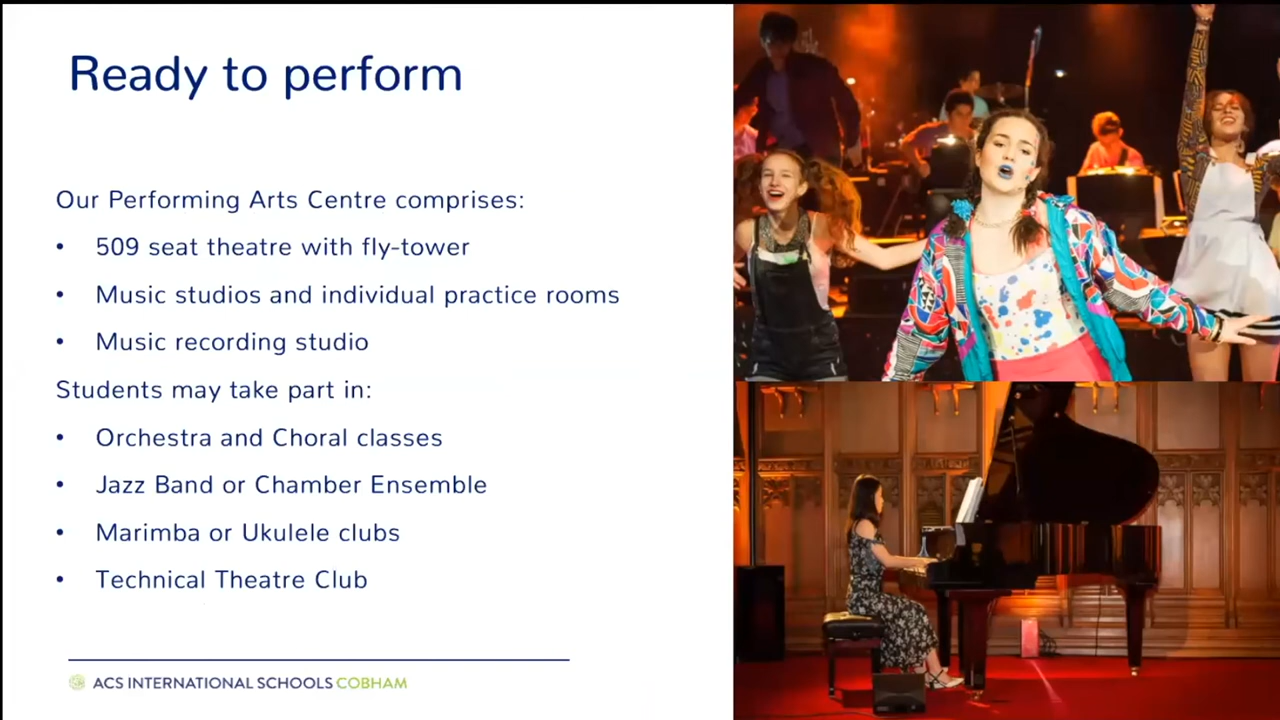 Ready to perform
Our Performing Arts Centre comprises:
• 509 seat theatre with fly-tower
• Music studios and individual practice rooms
• Music recording studio
Students may take part in:
• Orchestra and Choral classes
• Jazz Band or Chamber Ensemble
• Marimba or Ukulele clubs
• Technical Theatre Club
ACS INTERNATIONAL SCHOOLS COBHAM